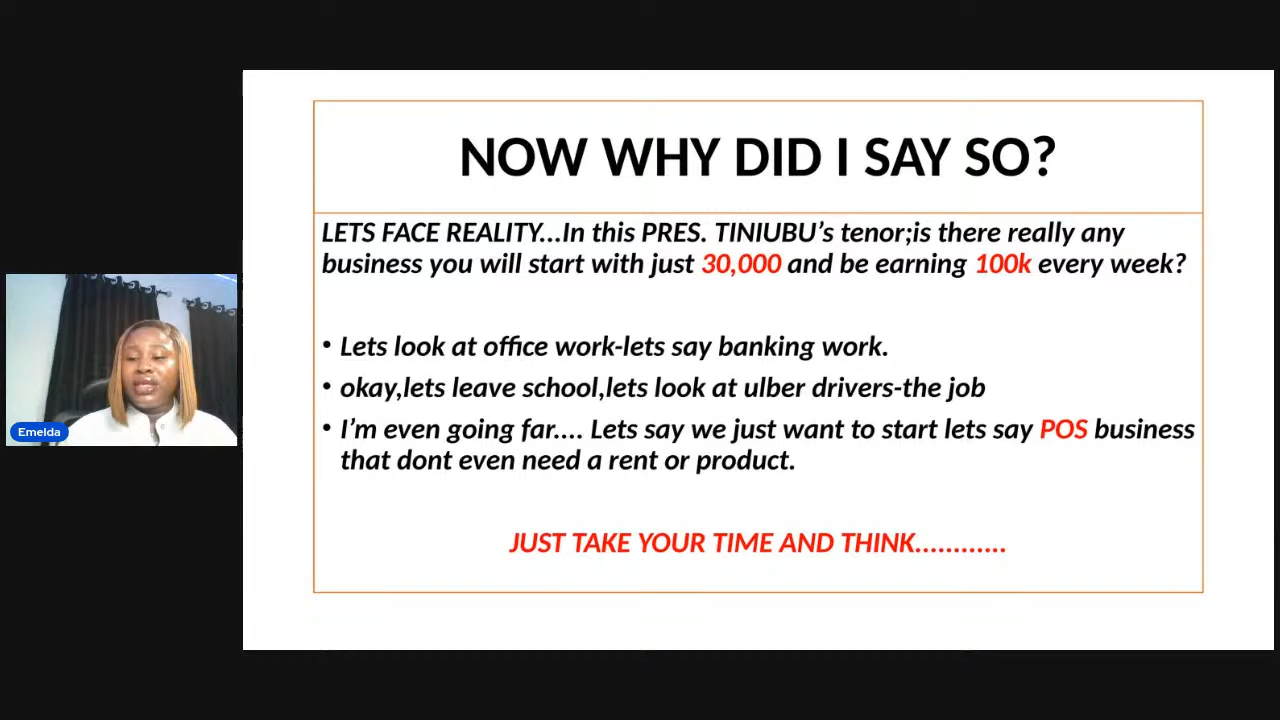 NOW WHY DID I SAY SO?
LETS FACE REALITY...In this PRES. TINIUBU’s tenor;is there really any
business you will start with just 30,000 and be earning 100k every week?
• Lets look at office work-lets say banking work.
• okay,lets leave school,lets look at ulber drivers-the job
• I’m even going far.... Lets say we just want to start lets say POS business
that dont even need a rent or product.
JUST TAKE YOUR TIME AND THINK............
Emelda